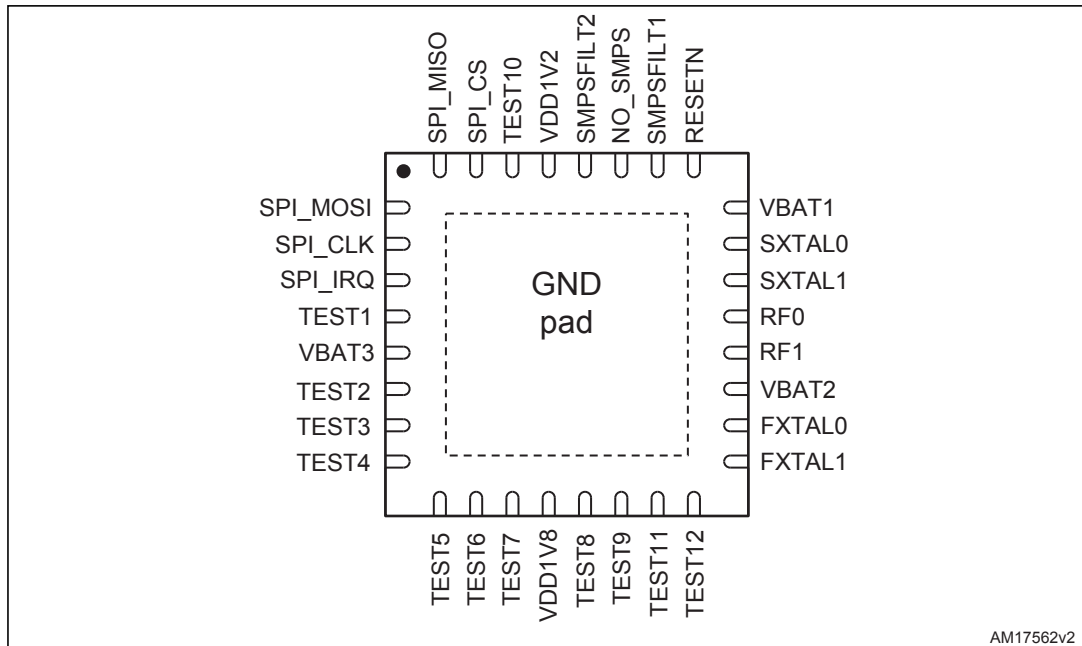 SPI_MISO
SPI_CS
TEST10
VDD1V2
SMPSFILT2
NO_SMPS
SMPSFILT1
RESETN
SPI_MOSI
SPI_CLK
SPI_IRQ
TEST1
VBAT3
TEST2
TEST3
TEST4
GND
pad
VBAT1
SXTAL0
SXTAL1
RF0
RF1
VBAT2
FXTAL0
FXTAL1
TEST5
TEST6
TEST7
VDD1V8
TEST8
TEST9
TEST11
TEST12
AM17562v2